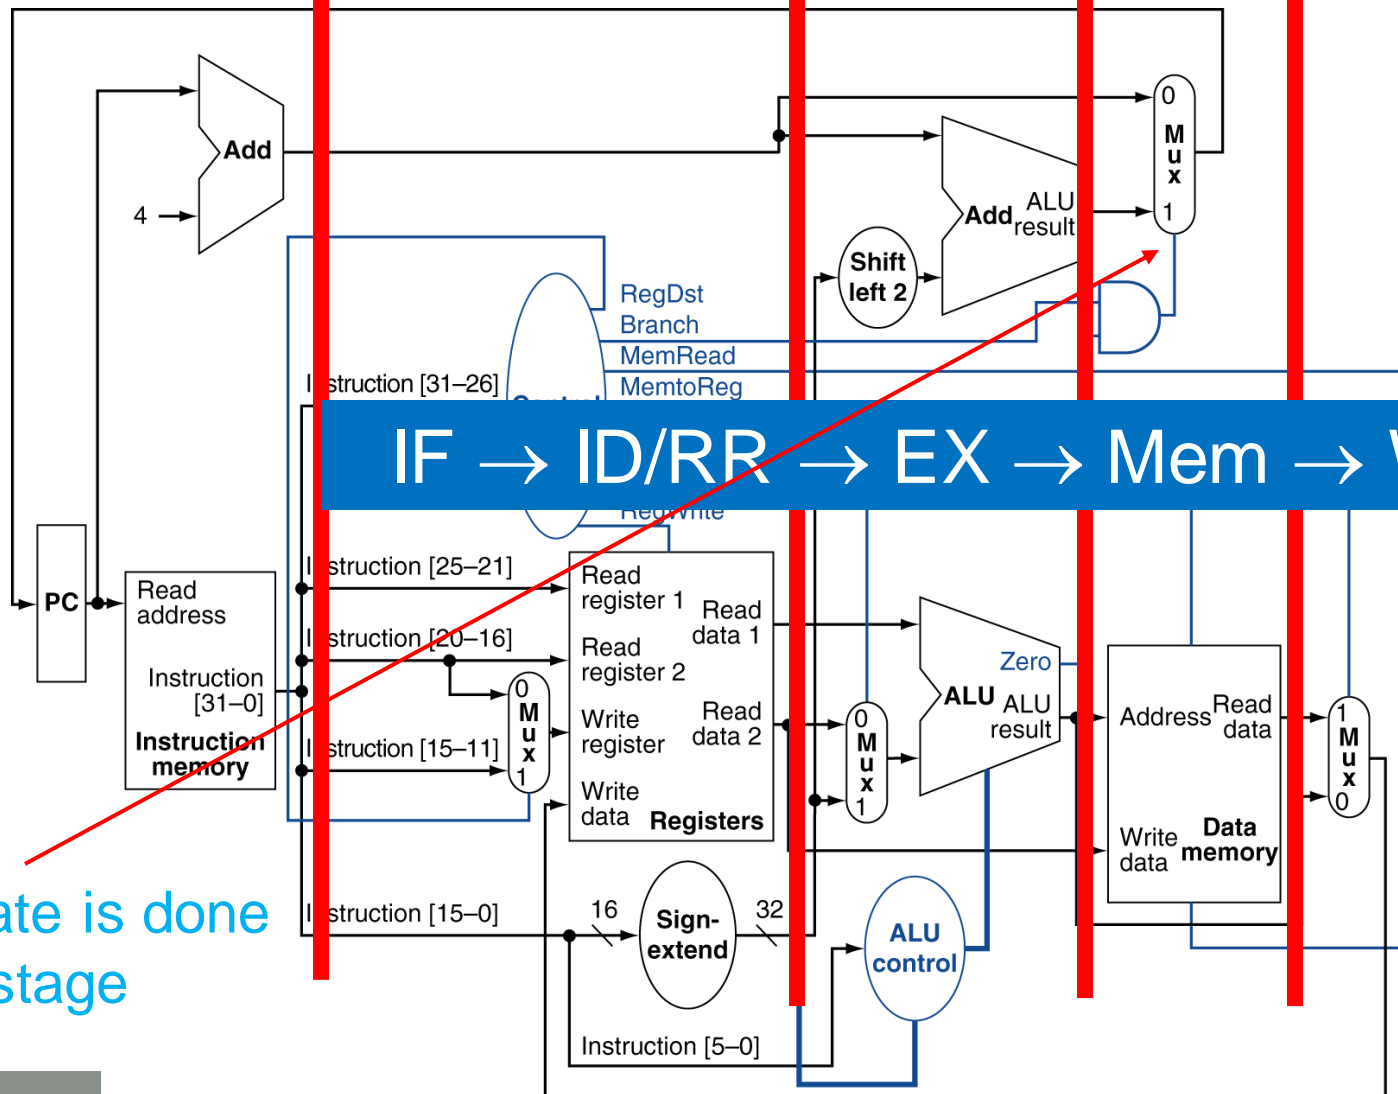 Add
4
0
M
u
x
1
Add
ALU
result
Shift
left 2
RegDst
Branch
MemRead
MemtoReg
Instruction [31–26]
IF → ID/RR → EX → Mem →
RegWrite
Instruction [25–21]
Instruction [20–16]
Instruction [15–11]
Instruction [15–0]
PC
Read
address
Instruction
[31–0]
Instruction
memory
0
M
u
x
1
Read
register 1
Read
register 2
Write
register
Write
data
Read
data 1
Read
data 2
Registers
0
M
u
x
1
Zero
ALU
ALU
result
Address
Read
data
Write
data
Data
memory
1
M
u
x
0
16
Sign-
extend
32
ALU
control
Instruction [5–0]
is done
stage